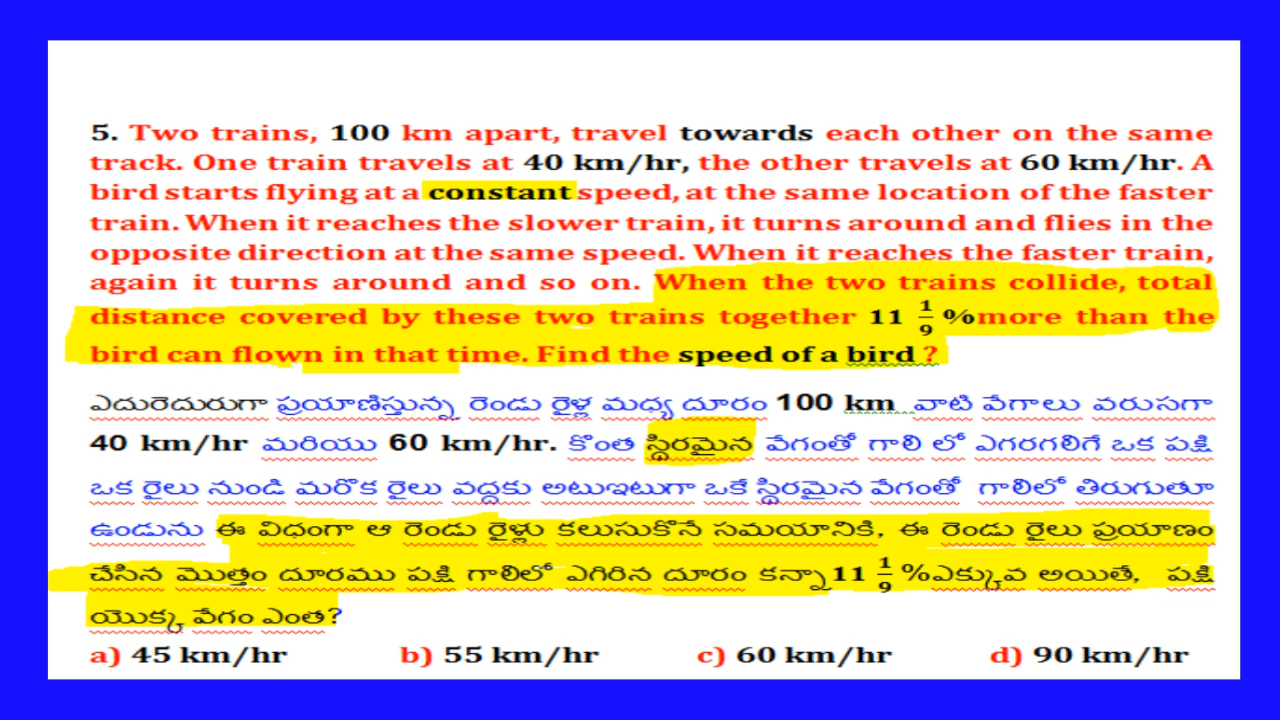 5. Two trains, 100 km apart, travel towards each other on the same
track. One train travels at 40 km/hr, the other travels at 60 km/hr. A
bird starts flying at a constant speed, at the same location of the faster
train. When it reaches the slower train, it turns around and flies in the
opposite direction at the same speed. When it reaches the faster train,
again it turns around and so on. When the two trains collide, total
distance covered by these two trains together 11 1/9 %more than the
bird can flown in that time. Find the speed of a bird ?
ఎదురెదురుగా ప్రయాణిస్తున్న రెండు రైళ్ల మధ్య దూరం 100 km వాటి వేగాలు వరుసగా
40 km/hr మరియు 60 km/hr. కొంత స్థిరమైన వేగంతో గాలి లో ఎగరగలిగే ఒక పక్షి
ఒక రైలు నుండి మరొక రైలు వద్దకు అటుఇటుగా ఒకే స్థిరమైన వేగంతో గాలిలో తిరుగుతూ
ఉండును ఈ విధంగా ఆ రెండు రైళ్లు కలుసుకొనే సమయానికి, ఈ రెండు రైలు ప్రయాణం
చేసిన మొత్తం దూరము పక్షి గాలిలో ఎగిరిన దూరం కన్నా 11 1/9 %ఎక్కువ అయితే, పక్షి
యొక్క వేగం ఎంత?
a) 45 km/hr b) 55 km/hr c) 60 km/hr d) 90 km/hr